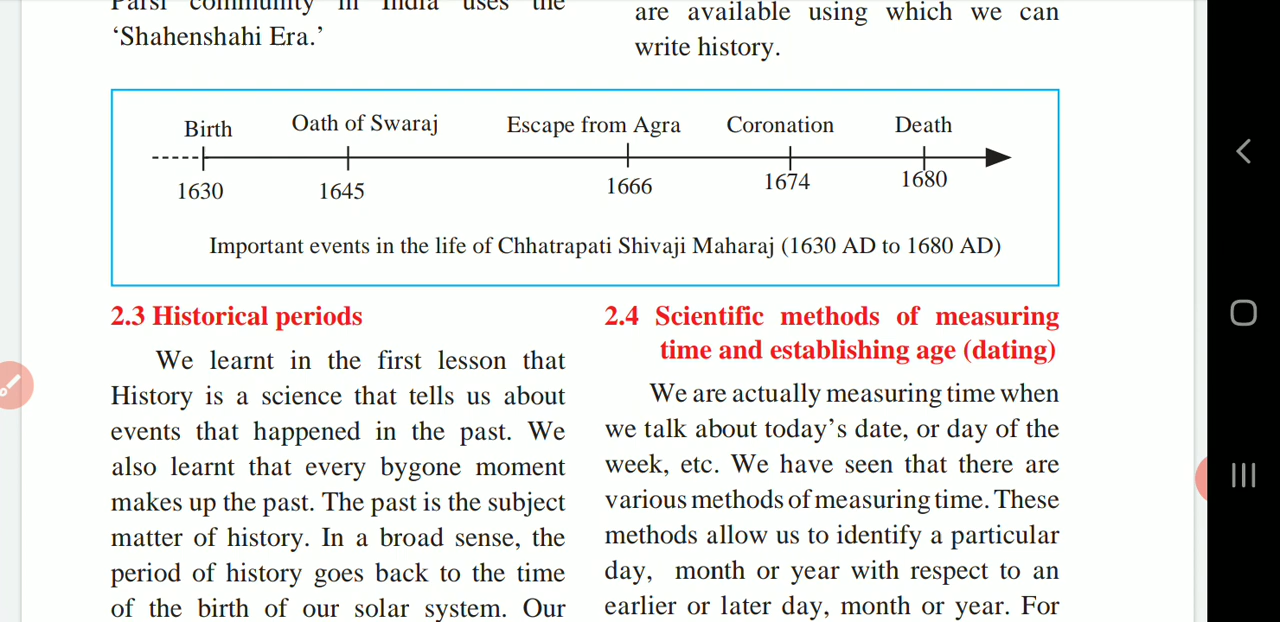 Parsi community in India uses the
‘Shahenshahi Era.’
are available using which we can
write history.
Birth
Oath of Swaraj
Escape from Agra
Coronation
Death
1630
1645
1666
1674
1680
Important events in the life of Chhatrapati Shivaji Maharaj (1630 AD to 1680 AD)
2.3 Historical periods
We learnt in the first lesson that
History is a science that tells us about
events that happened in the past. We
also learnt that every bygone moment
makes up the past. The past is the subject
matter of history. In a broad sense, the
period of history goes back to the time
of the birth of our solar system. Our
2.4 Scientific methods of measuring
time and establishing age (dating)
We are actually measuring time when
we talk about today’s date, or day of the
week, etc. We have seen that there are
various methods of measuring time. These
methods allow us to identify a particular
day, month or year with respect to an
earlier or later day, month or year. For